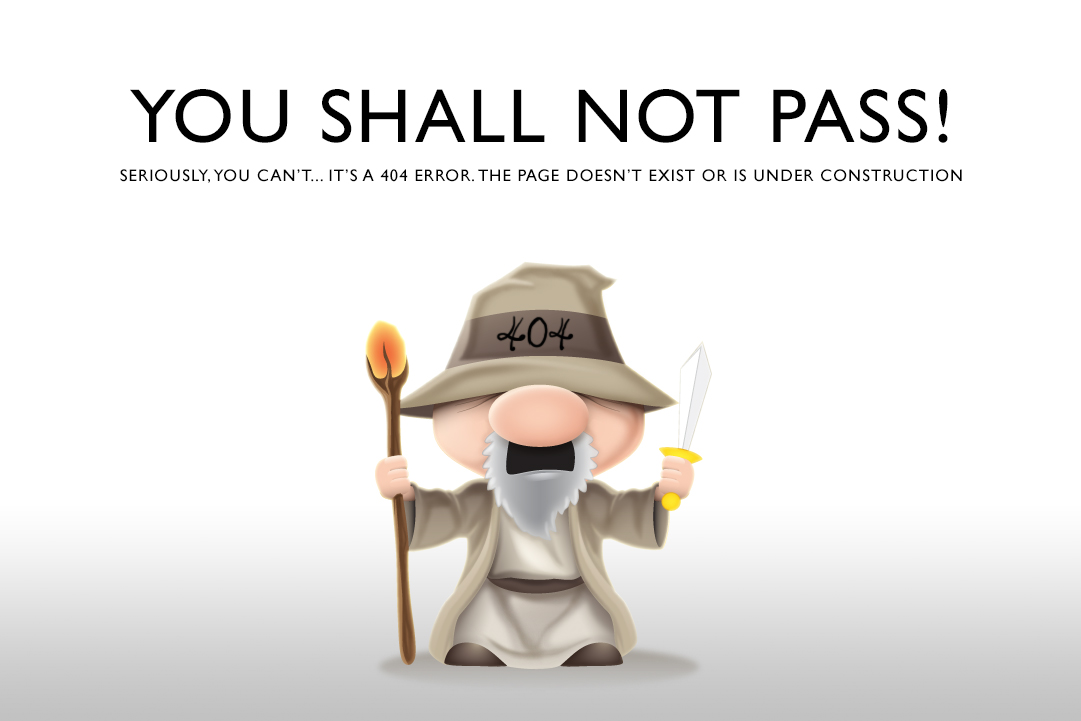 YOU SHALL NOT PASS!
SERIOUSLY, YOU CAN'T... IT'S A 404 ERROR. THE PAGE DOESN'T EXIST OR IS UNDER CONSTRUCTION
404